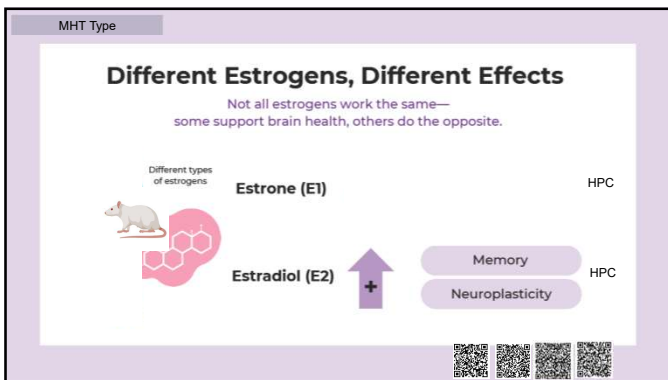 MHT Type
Different Estrogens, Different Effects
Not all estrogens work the same—
some support brain health, others do the opposite.
Different types
of estrogens
Estrone (E1)
HPC
Estradiol (E2)
+
Memory
Neuroplasticity
HPC